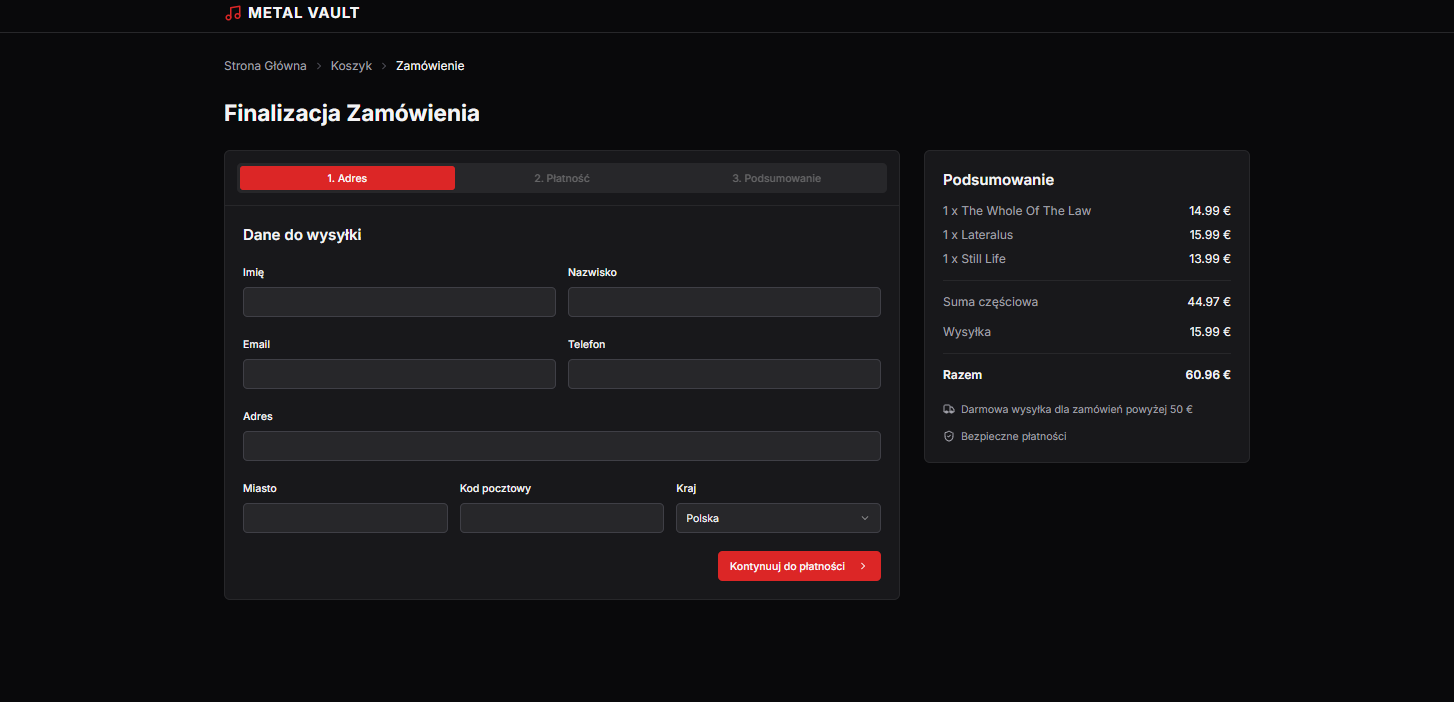 METAL VAULT
Strona Główna > Koszyk > Zamówienie
Finalizacja Zamówienia
1. Adres 2. Płatność 3. Podsumowanie
Dane do wysyłki
Imię Nazwisko
Email Telefon
Adres
Miasto Kod pocztowy Kraj
Polska
Kontynuuj do płatności
Podsumowanie
1 x The Whole Of The Law 14.99 €
1 x Lateralus 15.99 €
1 x Still Life 13.99 €
Suma częściowa 44.97 €
Wysyłka 15.99 €
Razem 60.96 €
Darmowa wysyłka dla zamówień powyżej 50 €
Bezpieczne płatności